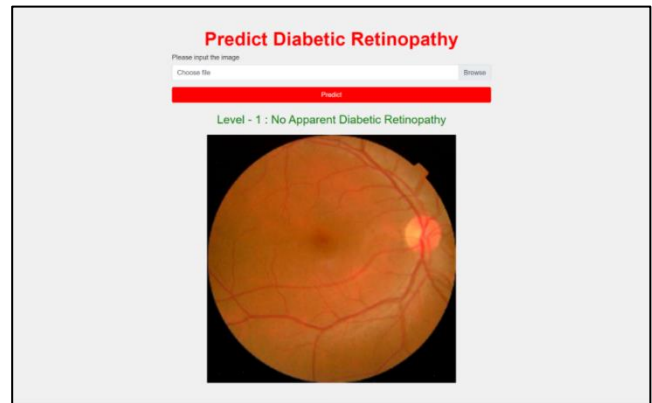 Predict Diabetic Retinopathy
Please input the image
Choose file Browse
Predict
Level - 1 : No Apparent Diabetic Retinopathy